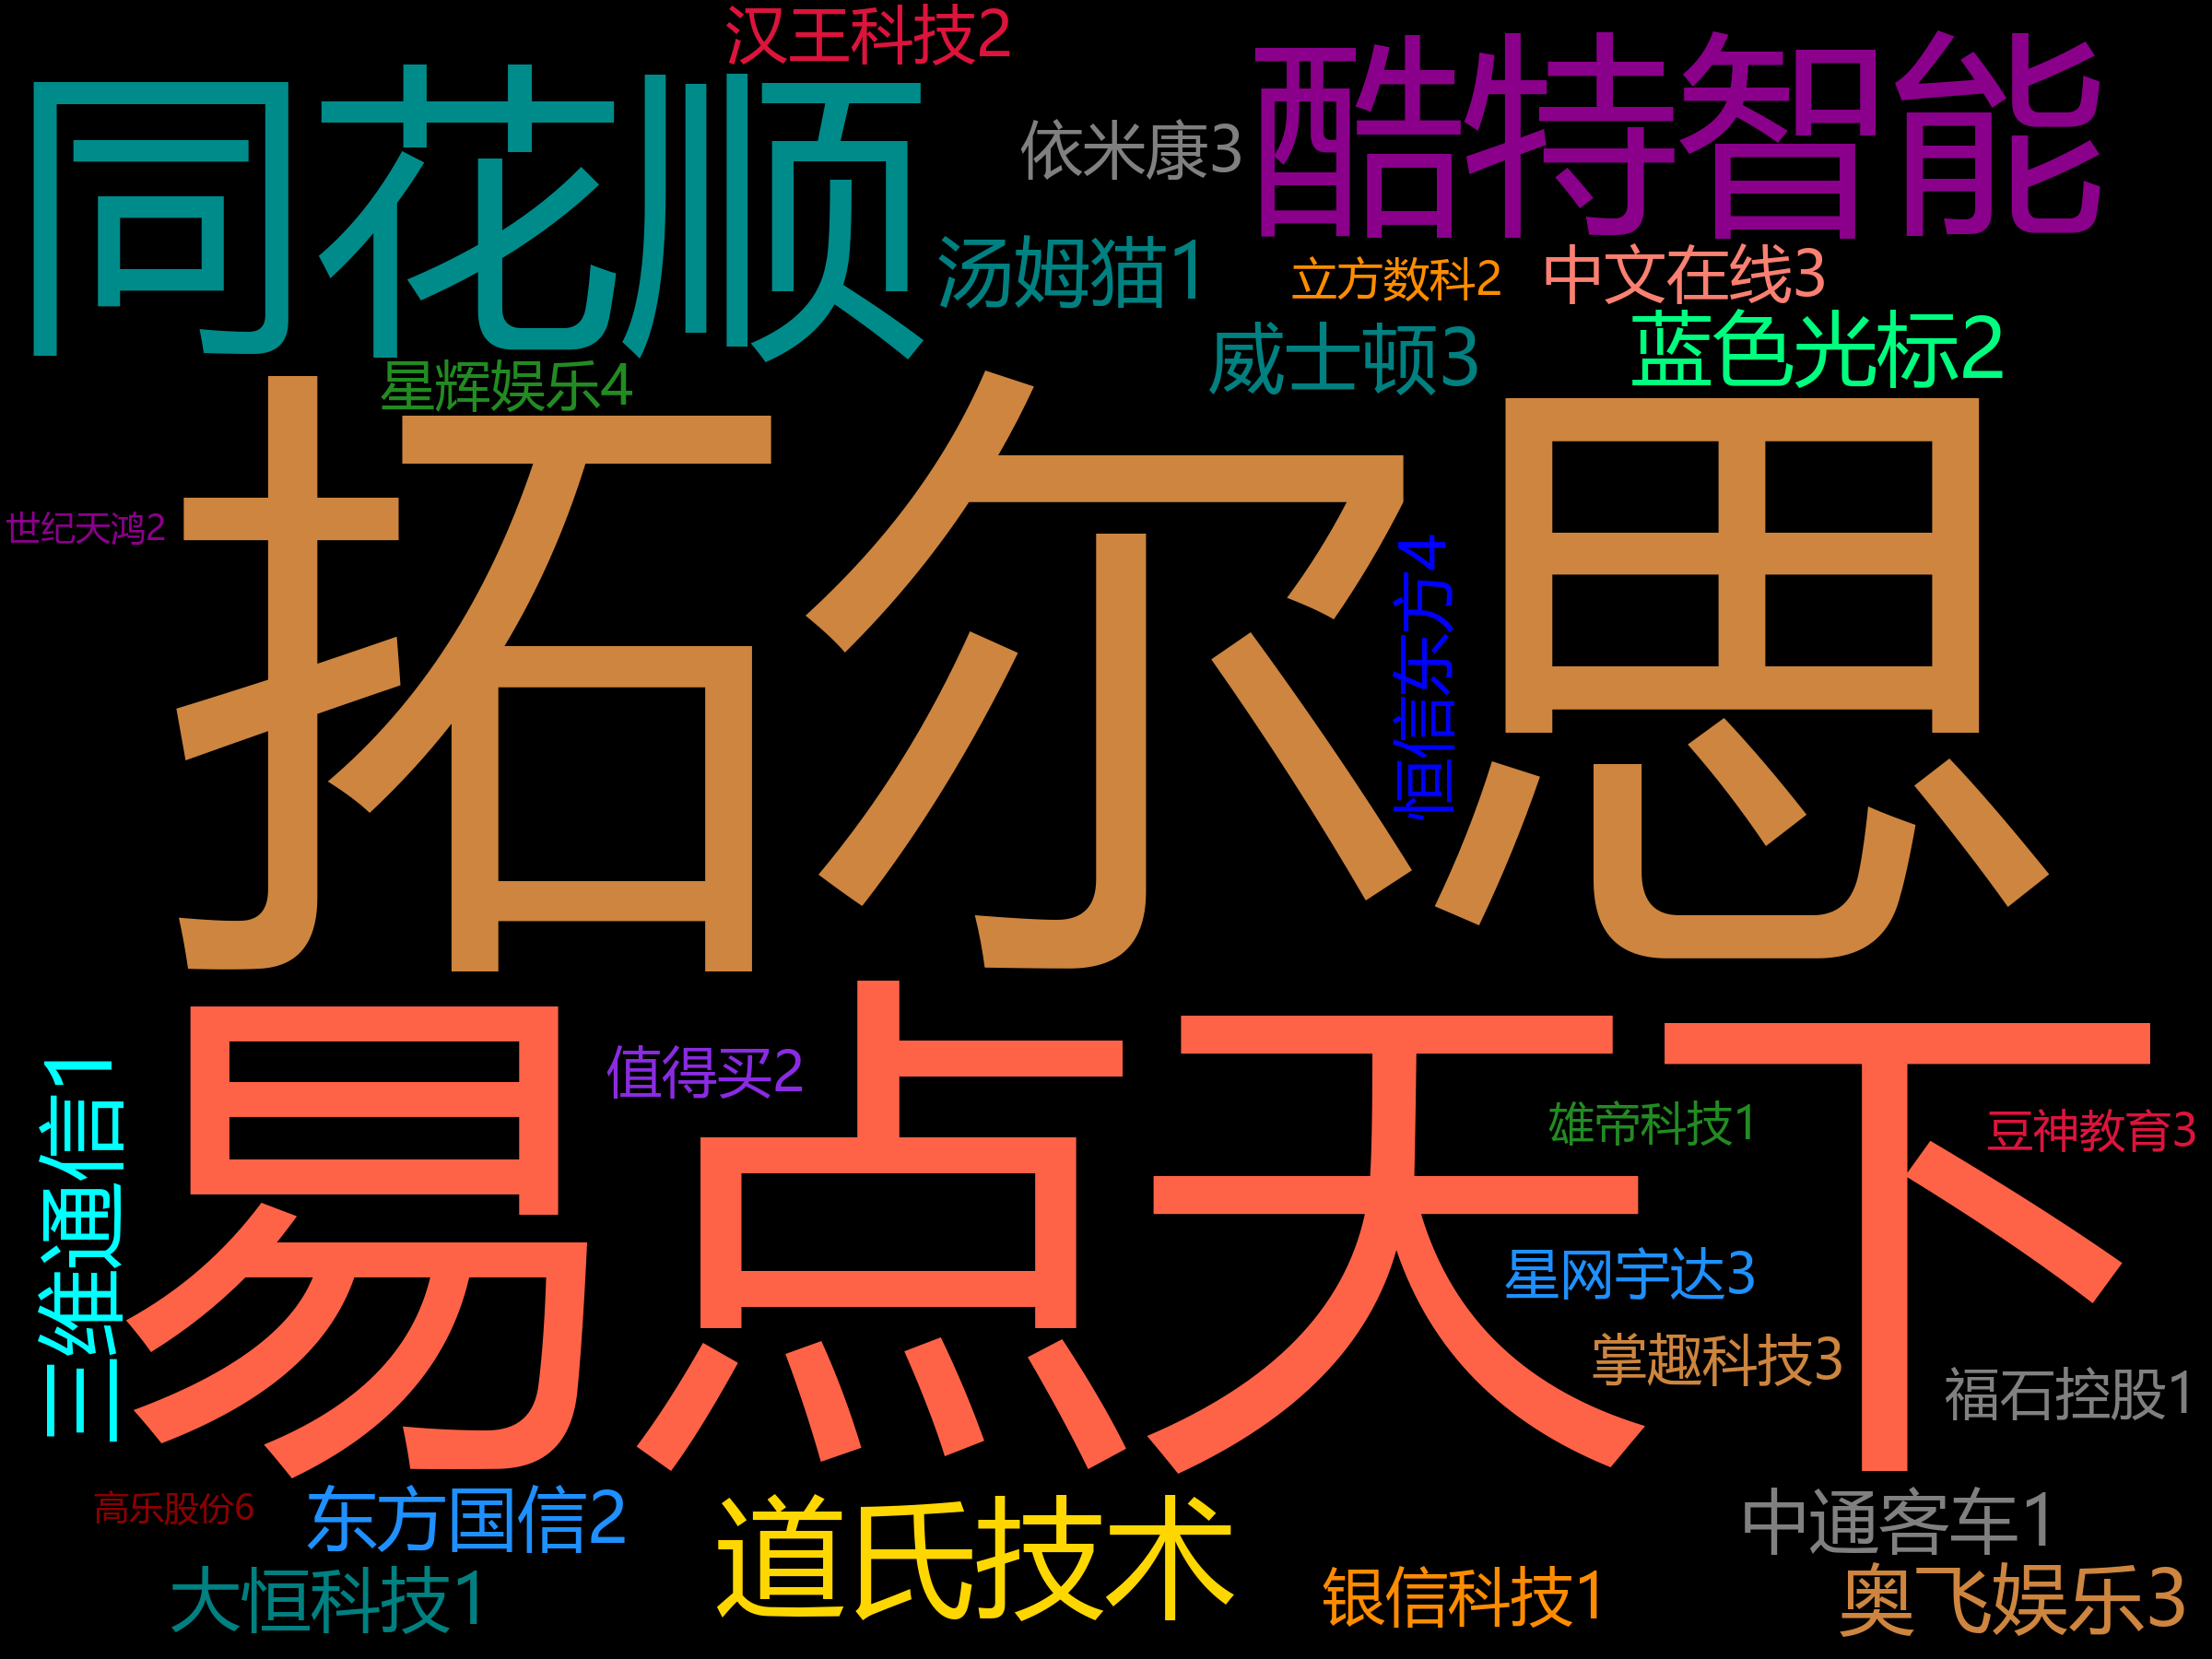 汉王科技2
同花顺
酷特智能
依米康3
汤姆猫1
立方数科2
中文在线3
威士顿3
蓝色光标2
星辉娱乐4
拓尔思
世纪天鸿2
恒信东方4
易点天下
值得买2
三维通信1
雄帝科技1
豆神教育3
星网宇达3
掌趣科技3
福石控股1
高乐股份6
东方国信2
道氏技术
中通客车1
大恒科技1
银信科技1
奥飞娱乐3